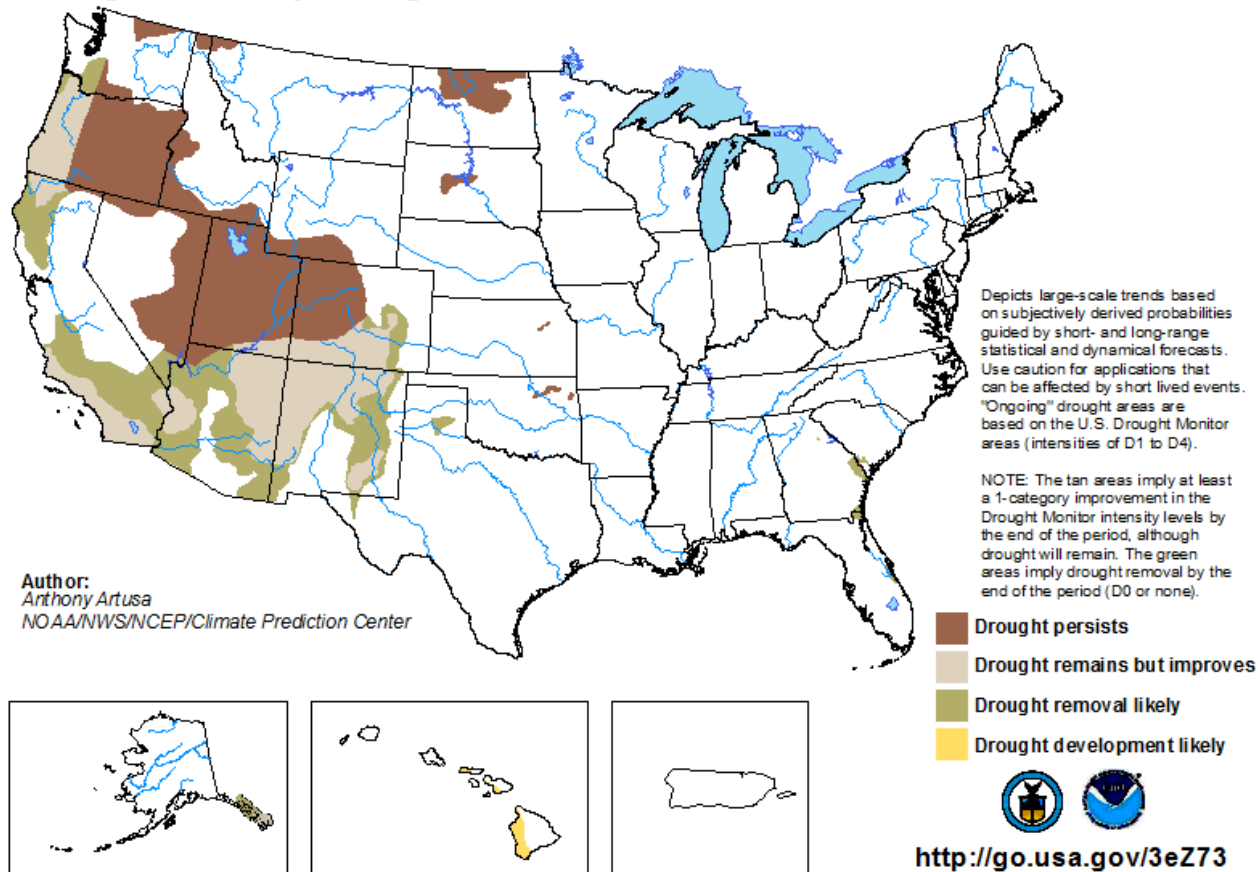 Depicts large-scale trends based
on subjectively derived probabilities
guided by short- and long-range
statistical and dynamical forecasts.
Use caution for applications that
can be affected by short lived events.
"Ongoing" drought areas are
based on the U.S. Drought Monitor
areas (intensities of D1 to D4).
NOTE: The tan areas imply at least
a 1-category improvement in the
Drought Monitor intensity levels by
the end of the period, although
drought will remain. The green
areas imply drought removal by the
end of the period (D0 or none).
Author:
Anthony Artusa
NOAA/NWS/NCEP/Climate Prediction Center
Drought persists
Drought remains but improves
Drought removal likely
Drought development likely
http://go.usa.gov/3eZ73